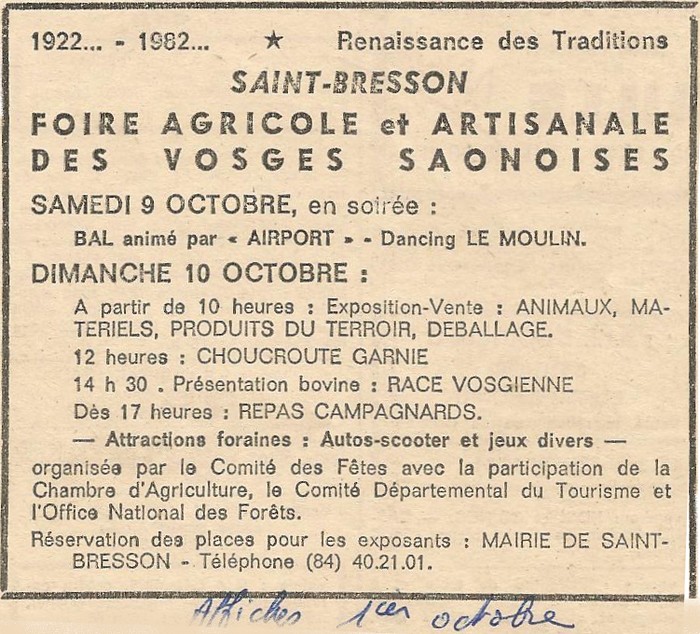 1922... - 1982... ★ Renaissance des Traditions
SAINT-BRESSON
FOIRE AGRICOLE et ARTISANALE
DES VOSGES SAONOISES
SAMEDI 9 OCTOBRE, en soirée :
BAL animé par « AIRPORT » - Dancing LE MOULIN.
DIMANCHE 10 OCTOBRE :
A partir de 10 heures : Exposition-Vente : ANIMAUX, MA-
TERIELS, PRODUITS DU TERROIR, DEBALLAGE.
12 heures : CHOUCROUTE GARNIE
14 h 30 . Présentation bovine : RACE VOSGIENNE
Dès 17 heures : REPAS CAMPAGNARDS.
— Attractions foraines : Autos-scooter et jeux divers —
organisée par le Comité des Fêtes avec la participation de la
Chambre d'Agriculture, le Comité Départemental du Tourisme et
l'Office National des Forêts.
Réservation des places pour les exposants : MAIRIE DE SAINT-
BRESSON - Téléphone (84) 40.21.01.
Affiches 1er octobre